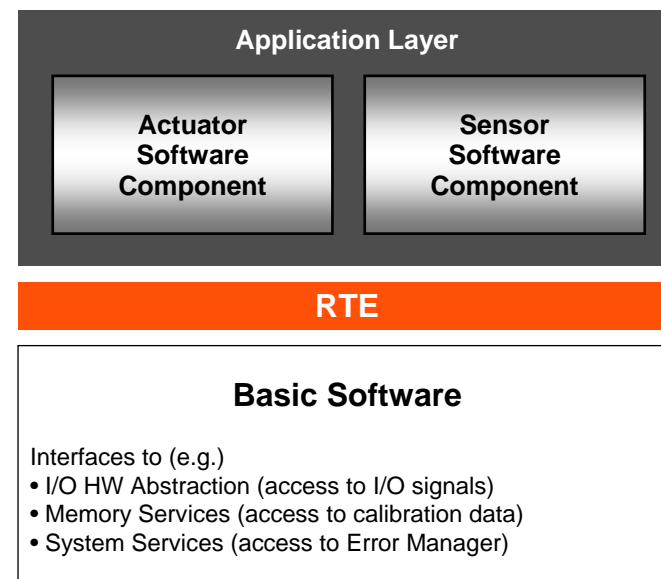 Application Layer
Actuator
Software
Component
Sensor
Software
Component
RTE
Basic Software
Interfaces to (e.g.)
• I/O HW Abstraction (access to I/O signals)
• Memory Services (access to calibration data)
• System Services (access to Error Manager)